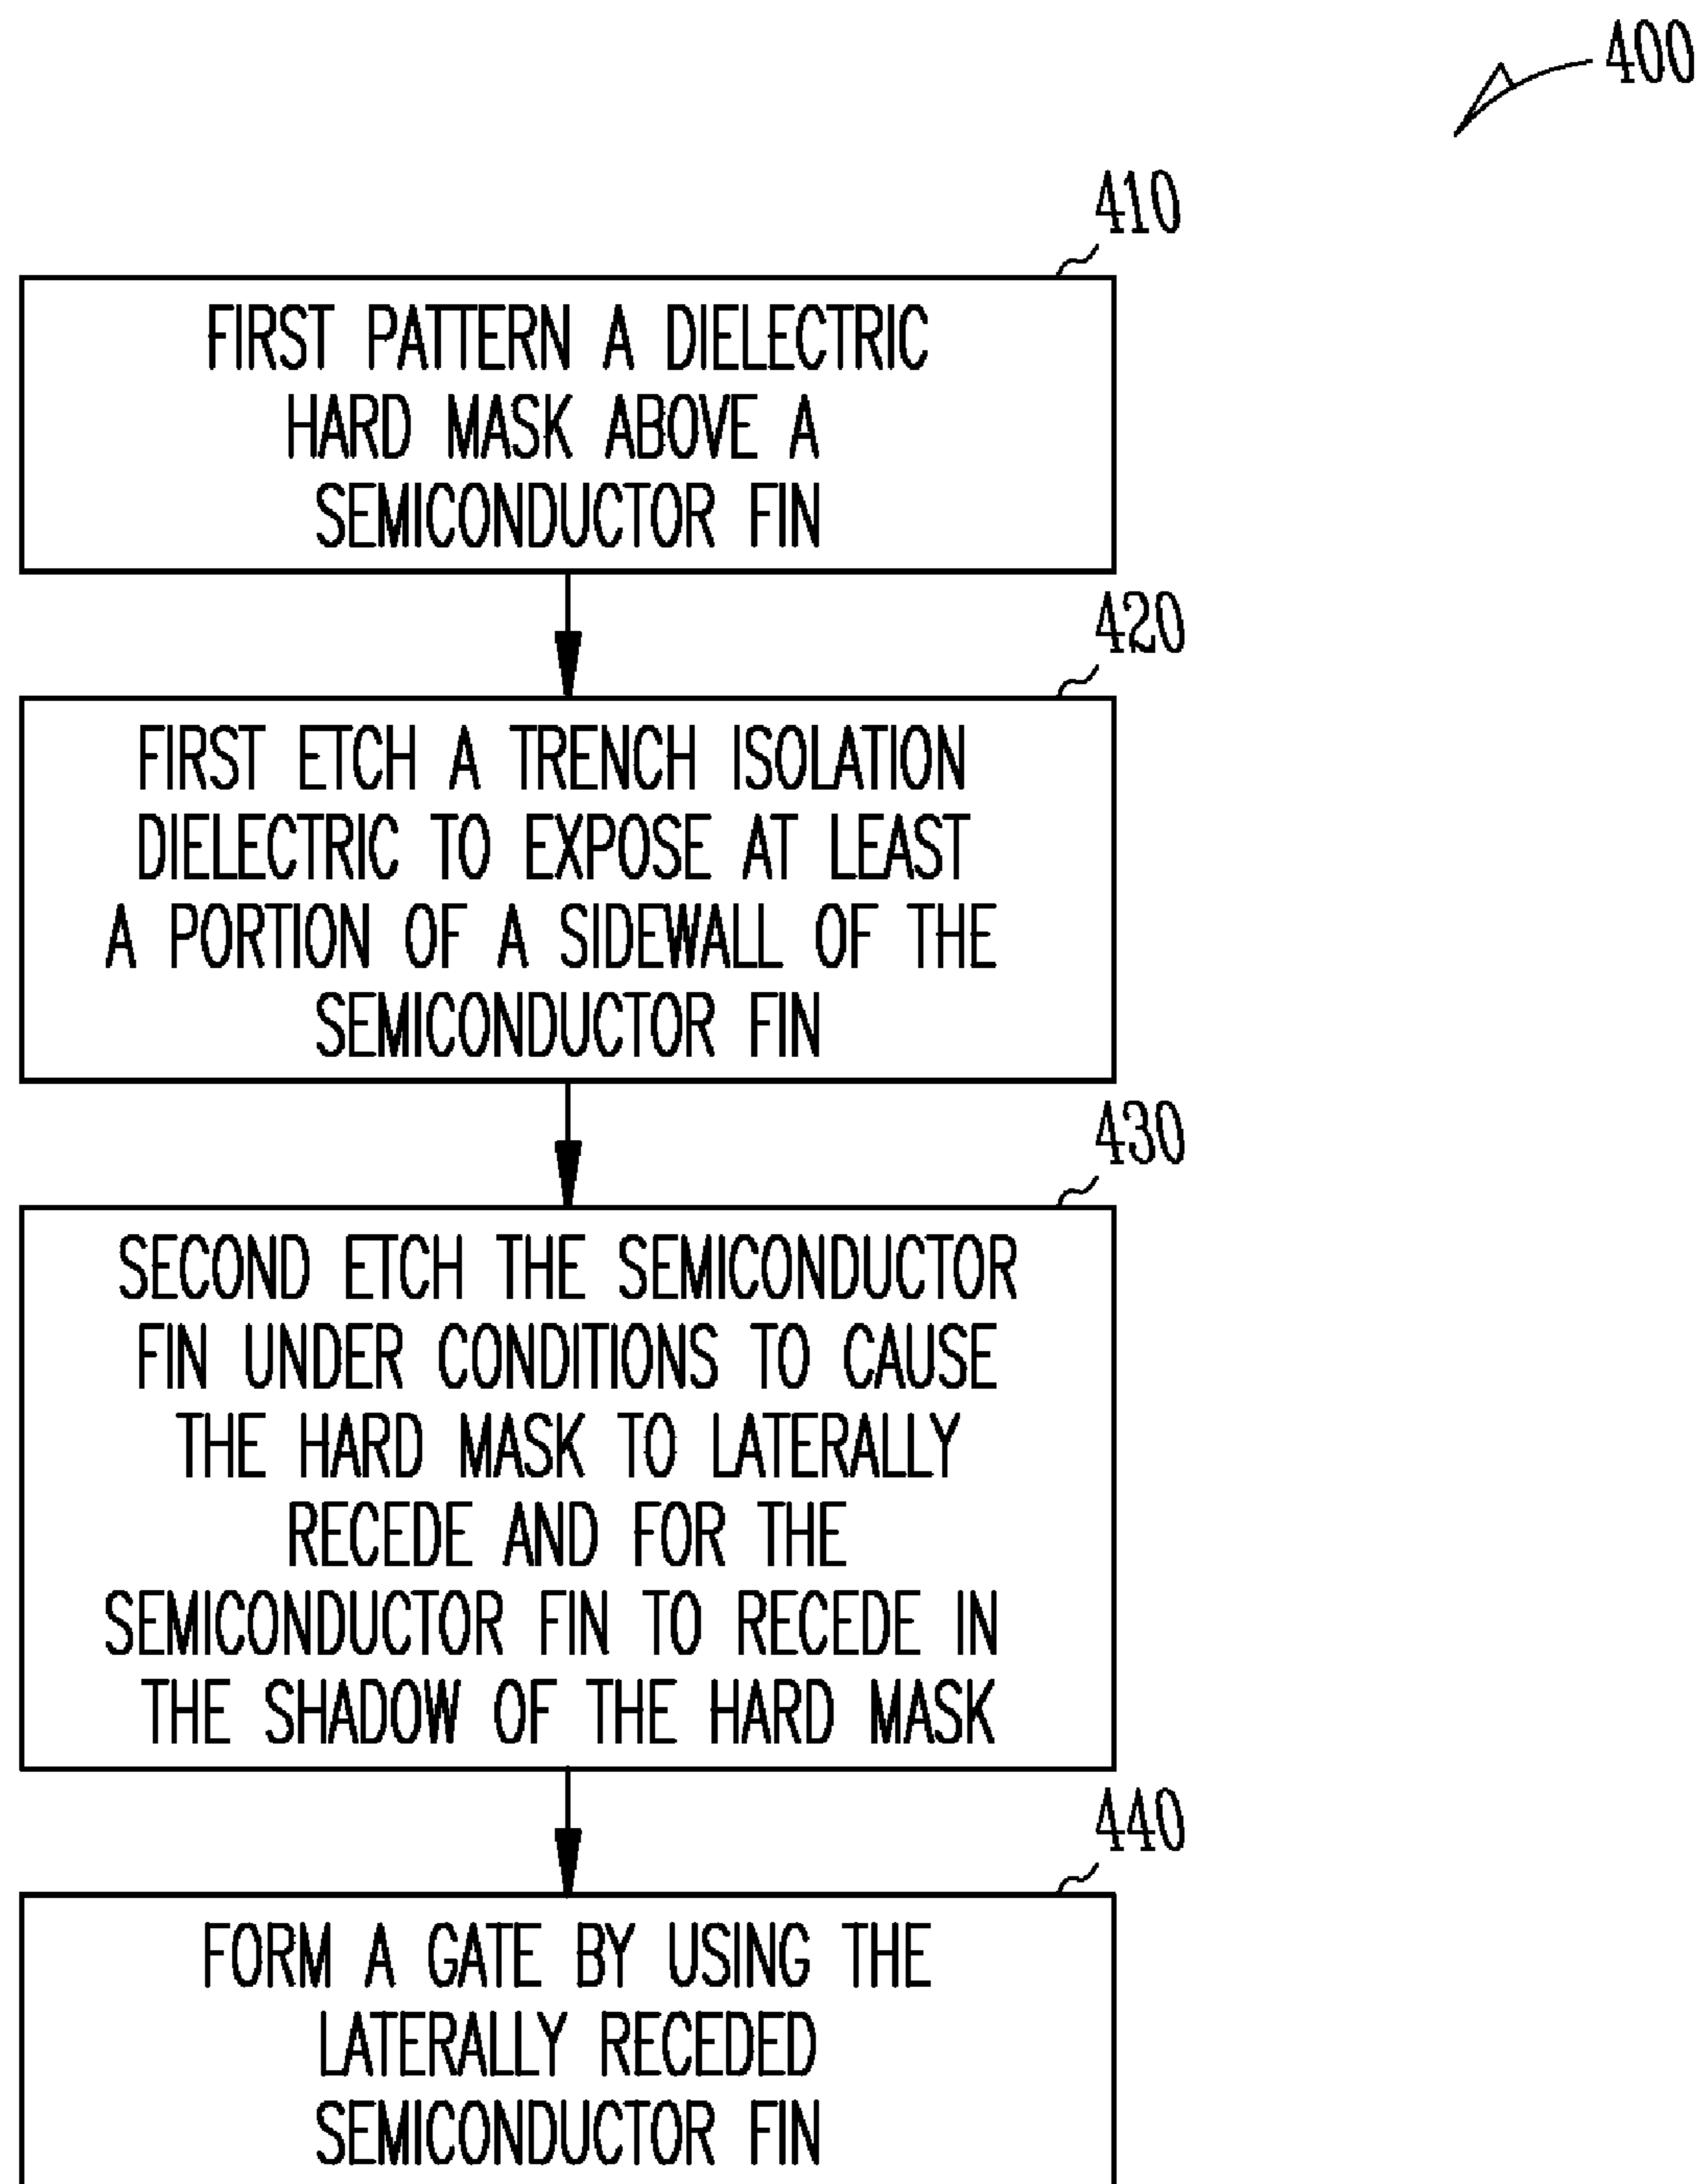 400
410
FIRST PATTERN A DIELECTRIC
HARD MASK ABOVE A
SEMICONDUCTOR FIN
420
FIRST ETCH A TRENCH ISOLATION
DIELECTRIC TO EXPOSE AT LEAST
A PORTION OF A SIDEWALL OF THE
SEMICONDUCTOR FIN
430
SECOND ETCH THE SEMICONDUCTOR
FIN UNDER CONDITIONS TO CAUSE
THE HARD MASK TO LATERALLY
RECEDE AND FOR THE
SEMICONDUCTOR FIN TO RECEDE IN
THE SHADOW OF THE HARD MASK
440
FORM A GATE BY USING THE
LATERALLY RECEDED
SEMICONDUCTOR FIN